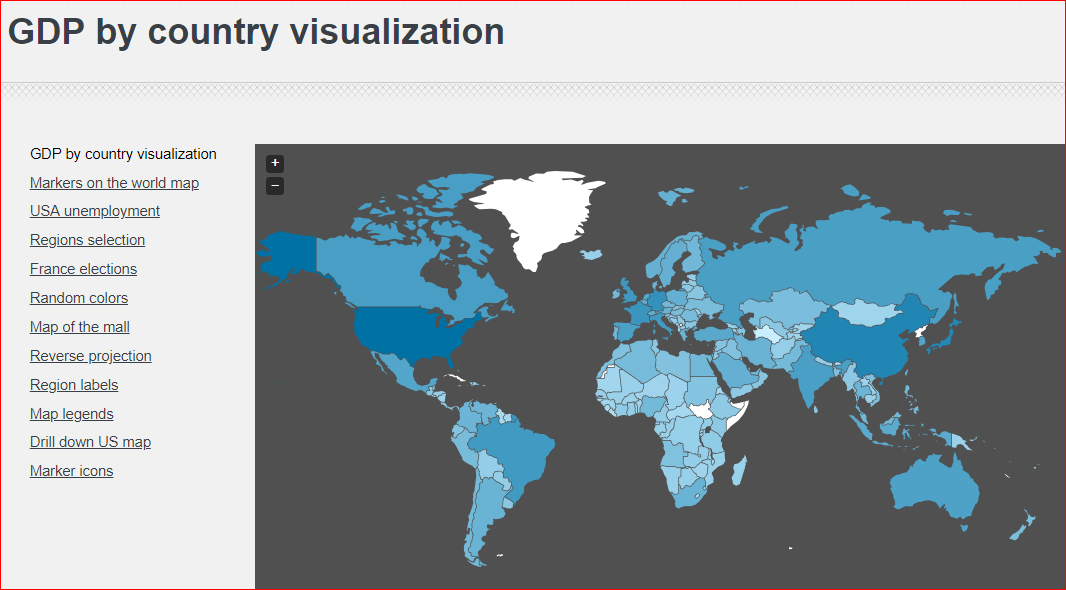 GDP by country visualization
GDP by country visualization
Markers on the world map
USA unemployment
Regions selection
France elections
Random colors
Map of the mall
Reverse projection
Region labels
Map legends
Drill down US map
Marker icons
+
−